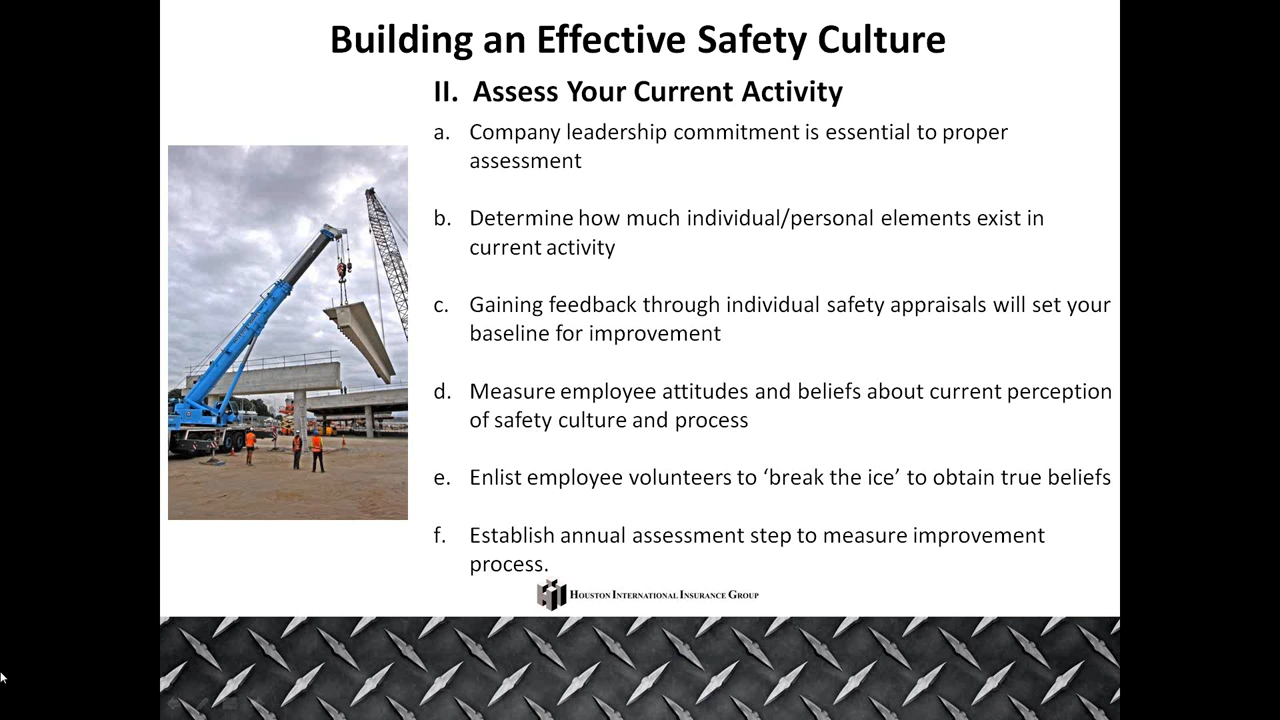 Building an Effective Safety Culture
II. Assess Your Current Activity
a. Company leadership commitment is essential to proper
assessment
b. Determine how much individual/personal elements exist in
current activity
c. Gaining feedback through individual safety appraisals will set your
baseline for improvement
d. Measure employee attitudes and beliefs about current perception
of safety culture and process
e. Enlist employee volunteers to ‘break the ice’ to obtain true beliefs
f. Establish annual assessment step to measure improvement
process.
Houston International Insurance Group